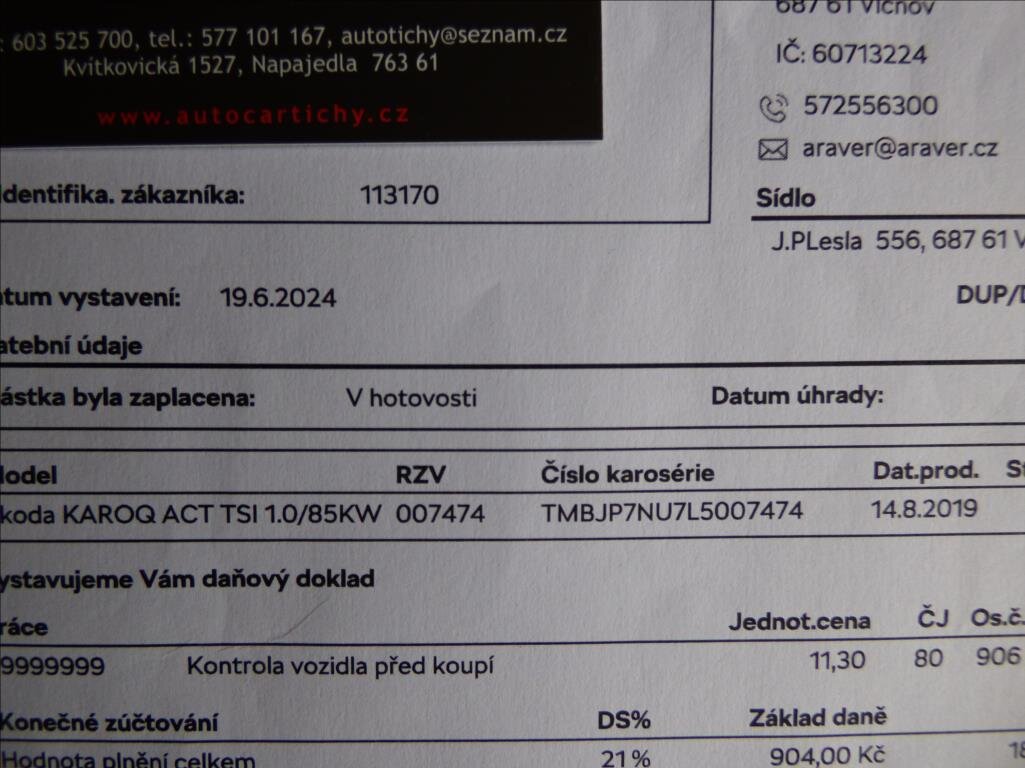 : 603 525 700, tel.: 577 101 167, autotichy@seznam.cz
Kvítkovická 1527, Napajedla 763 61
www.autocartichy.cz
687 61 Vlčnov
IČ: 60713224
572556300
araver@araver.cz
Identifika. zákazníka: 113170
Sídlo
J.PLesla 556, 687 61 V
atum vystavení: 19.6.2024
DUP/D
atební údaje
ástka byla zaplacena: V hotovosti Datum úhrady:
odel RZV Číslo karosérie Dat.prod. St
koda KAROQ ACT TSI 1.0/85KW 007474 TMBJP7NU7L5007474 14.8.2019
ystavujeme Vám daňový doklad
ráce Jednot.cena ČJ Os.č.
9999999 Kontrola vozidla před koupí 11,30 80 906
Konečné zúčtování DS% Základ daně
Hodnota plnění celkem 21% 904,00 Kč 18